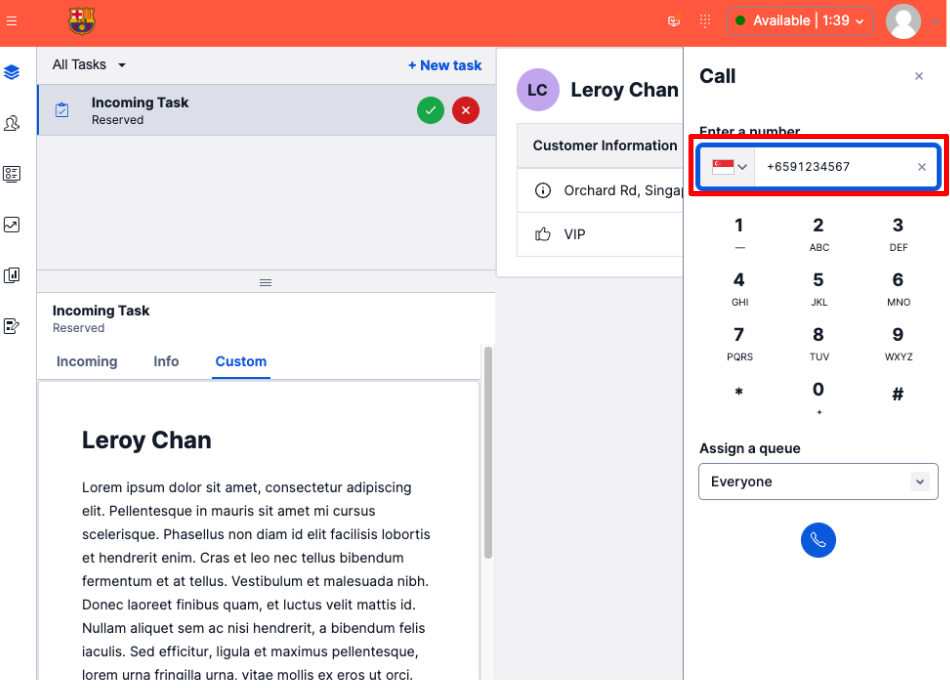 Available | 1:39
All Tasks
+ New task
Incoming Task
Reserved
Incoming Task
Reserved
Incoming
Info
Custom
Leroy Chan
Lorem ipsum dolor sit amet, consectetur adipiscing
elit. Pellentesque in mauris sit amet mi cursus
scelerisque. Phasellus non diam id elit facilisis lobortis
et hendrerit enim. Cras et leo nec tellus bibendum
fermentum et at tellus. Vestibulum et malesuada nibh.
Donec laoreet finibus quam, et luctus velit mattis id.
Nullam aliquet sem ac nisi hendrerit, a bibendum felis
iaculis. Sed efficitur, ligula et maximus pellentesque,
lorem urna fringilla urna, vitae mollis ex eros ut orci.
LC
Leroy Chan
Customer Information
Orchard Rd, Singap
VIP
Call
Enter a number
+6591234567
1
2
ABC
3
DEF
4
GHI
5
JKL
6
MNO
7
PQRS
8
TUV
9
WXYZ
*
0
+
#
Assign a queue
Everyone